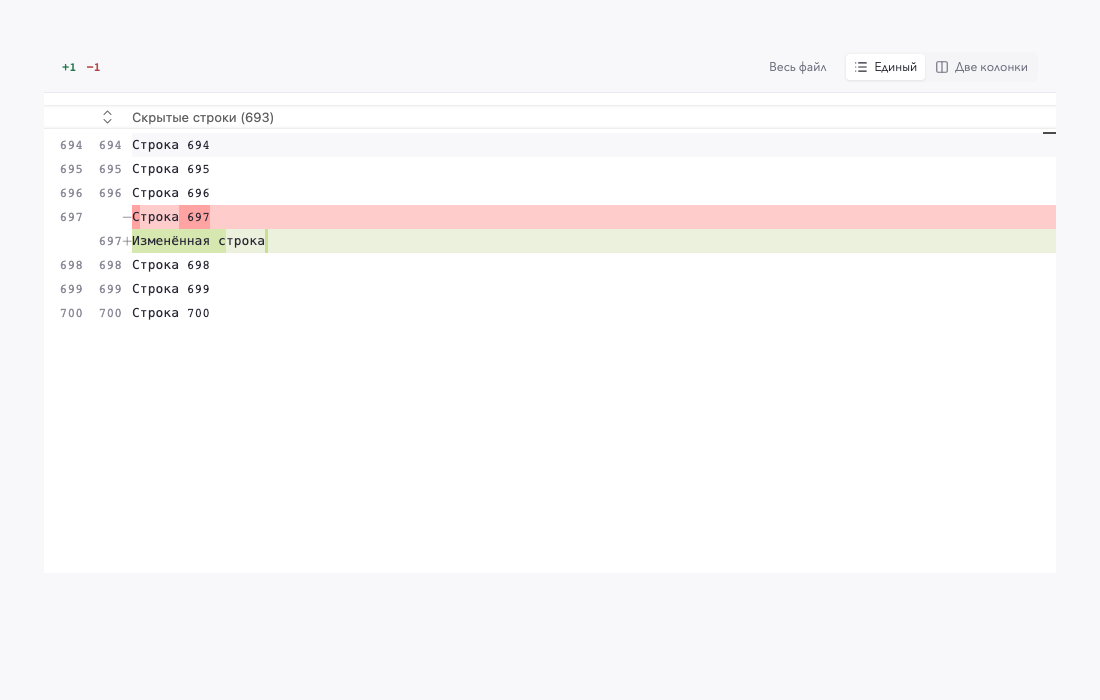 +1 −1 Весь файл Единый Две колонки
Скрытые строки (693)
694 694 Строка 694
695 695 Строка 695
696 696 Строка 696
697 −Строка 697
697+Изменённая строка
698 698 Строка 698
699 699 Строка 699
700 700 Строка 700